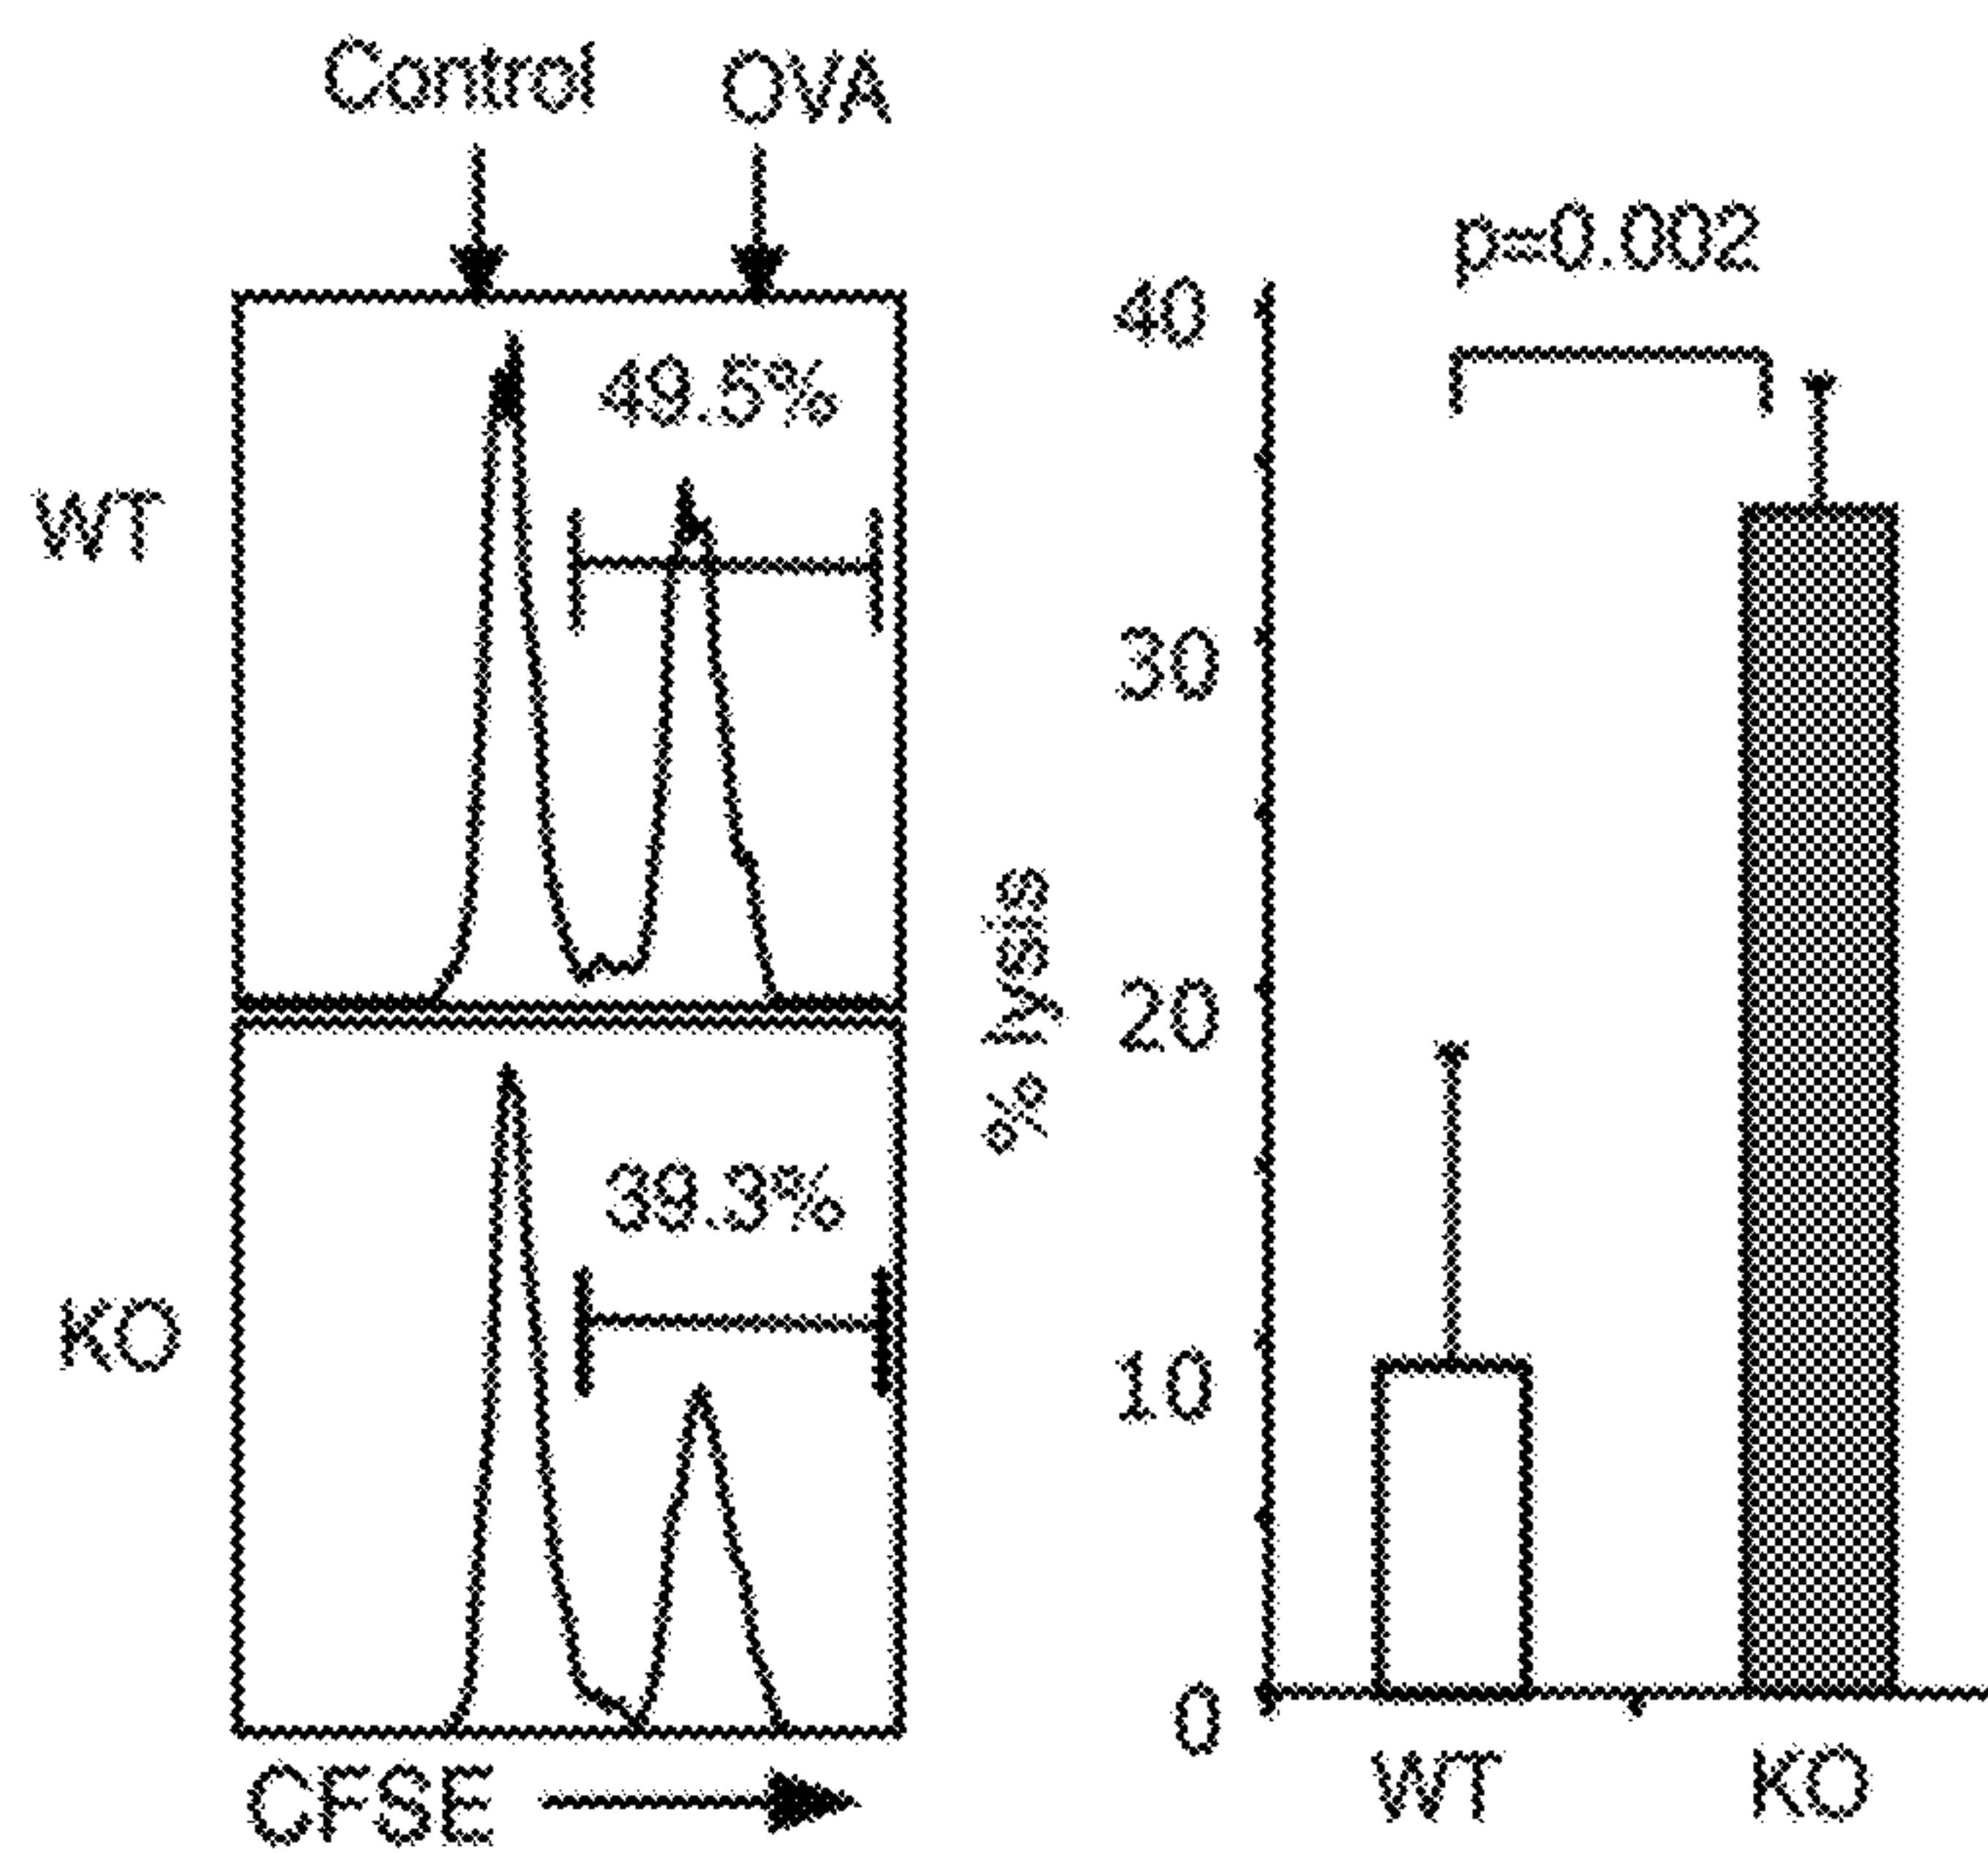 Control OVA
WT
49.5%
KO
39.3%
CFSE
p=0.002
% lysis
40
30
20
10
0
WT KO